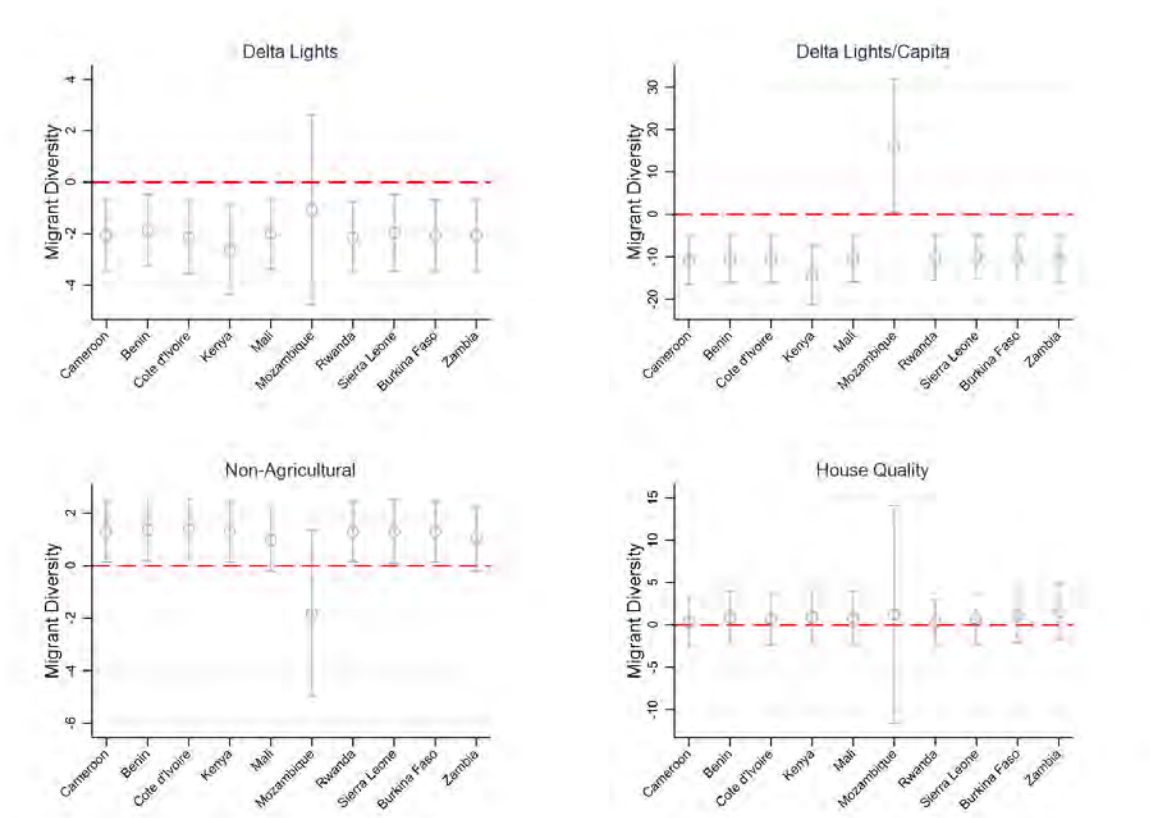 Delta Lights
Migrant Diversity
4
2
0
-2
-4
Cameroon
Benin
Cote d'Ivoire
Kenya
Mali
Mozambique
Rwanda
Sierra Leone
Burkina Faso
Zambia
Delta Lights/Capita
Migrant Diversity
30
20
10
0
-10
-20
Cameroon
Benin
Cote d'Ivoire
Kenya
Mali
Mozambique
Rwanda
Sierra Leone
Burkina Faso
Zambia
Non-Agricultural
Migrant Diversity
2
0
-2
-4
-6
Cameroon
Benin
Cote d'Ivoire
Kenya
Mali
Mozambique
Rwanda
Sierra Leone
Burkina Faso
Zambia
House Quality
Migrant Diversity
15
10
5
0
-5
-10
Cameroon
Benin
Cote d'Ivoire
Kenya
Mali
Mozambique
Rwanda
Sierra Leone
Burkina Faso
Zambia